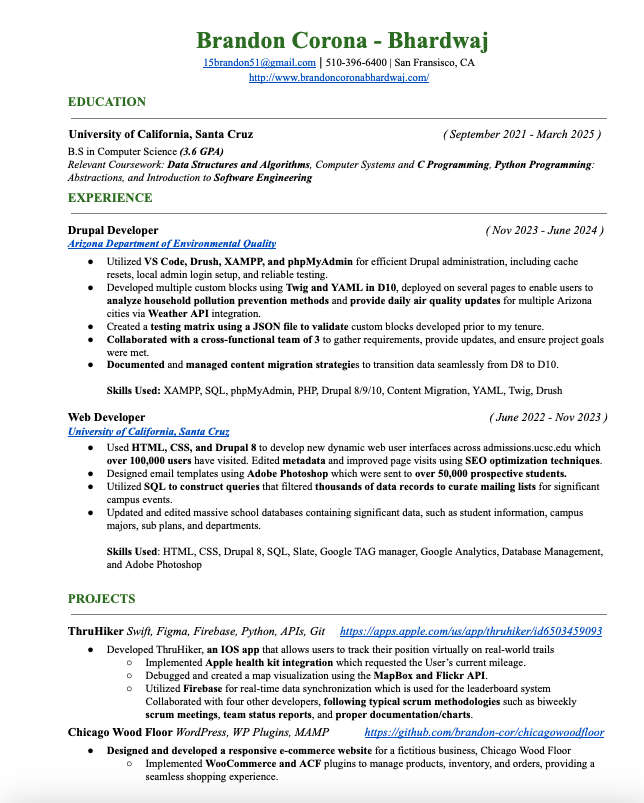 Brandon Corona - Bhardwaj
15brandon51@gmail.com | 510-396-6400 | San Fransisco, CA
http://www.brandoncoronabhardwaj.com/
EDUCATION
University of California, Santa Cruz ( September 2021 - March 2025 )
B.S in Computer Science (3.6 GPA)
Relevant Coursework: Data Structures and Algorithms, Computer Systems and C Programming, Python Programming:
Abstractions, and Introduction to Software Engineering
EXPERIENCE
Drupal Developer ( Nov 2023 - June 2024 )
Arizona Department of Environmental Quality
● Utilized VS Code, Drush, XAMPP, and phpMyAdmin for efficient Drupal administration, including cache
resets, local admin login setup, and reliable testing.
● Developed multiple custom blocks using Twig and YAML in D10, deployed on several pages to enable users to
analyze household pollution prevention methods and provide daily air quality updates for multiple Arizona
cities via Weather API integration.
● Created a testing matrix using a JSON file to validate custom blocks developed prior to my tenure.
● Collaborated with a cross-functional team of 3 to gather requirements, provide updates, and ensure project goals
were met.
● Documented and managed content migration strategies to transition data seamlessly from D8 to D10.
Skills Used: XAMPP, SQL, phpMyAdmin, PHP, Drupal 8/9/10, Content Migration, YAML, Twig, Drush
Web Developer ( June 2022 - Nov 2023 )
University of California, Santa Cruz
● Used HTML, CSS, and Drupal 8 to develop new dynamic web user interfaces across admissions.ucsc.edu which
over 100,000 users have visited. Edited metadata and improved page visits using SEO optimization techniques.
● Designed email templates using Adobe Photoshop which were sent to over 50,000 prospective students.
● Utilized SQL to construct queries that filtered thousands of data records to curate mailing lists for significant
campus events.
● Updated and edited massive school databases containing significant data, such as student information, campus
majors, sub plans, and departments.
Skills Used: HTML, CSS, Drupal 8, SQL, Slate, Google TAG manager, Google Analytics, Database Management,
and Adobe Photoshop
PROJECTS
ThruHiker Swift, Figma, Firebase, Python, APIs, Git https://apps.apple.com/us/app/thruhiker/id6503459093
● Developed ThruHiker, an IOS app that allows users to track their position virtually on real-world trails
○ Implemented Apple health kit integration which requested the User's current mileage.
○ Debugged and created a map visualization using the MapBox and Flickr API.
○ Utilized Firebase for real-time data synchronization which is used for the leaderboard system
Collaborated with four other developers, following typical scrum methodologies such as biweekly
scrum meetings, team status reports, and proper documentation/charts.
Chicago Wood Floor WordPress, WP Plugins, MAMP https://github.com/brandon-cor/chicagowoodfloor
● Designed and developed a responsive e-commerce website for a fictitious business, Chicago Wood Floor
○ Implemented WooCommerce and ACF plugins to manage products, inventory, and orders, providing a
seamless shopping experience.